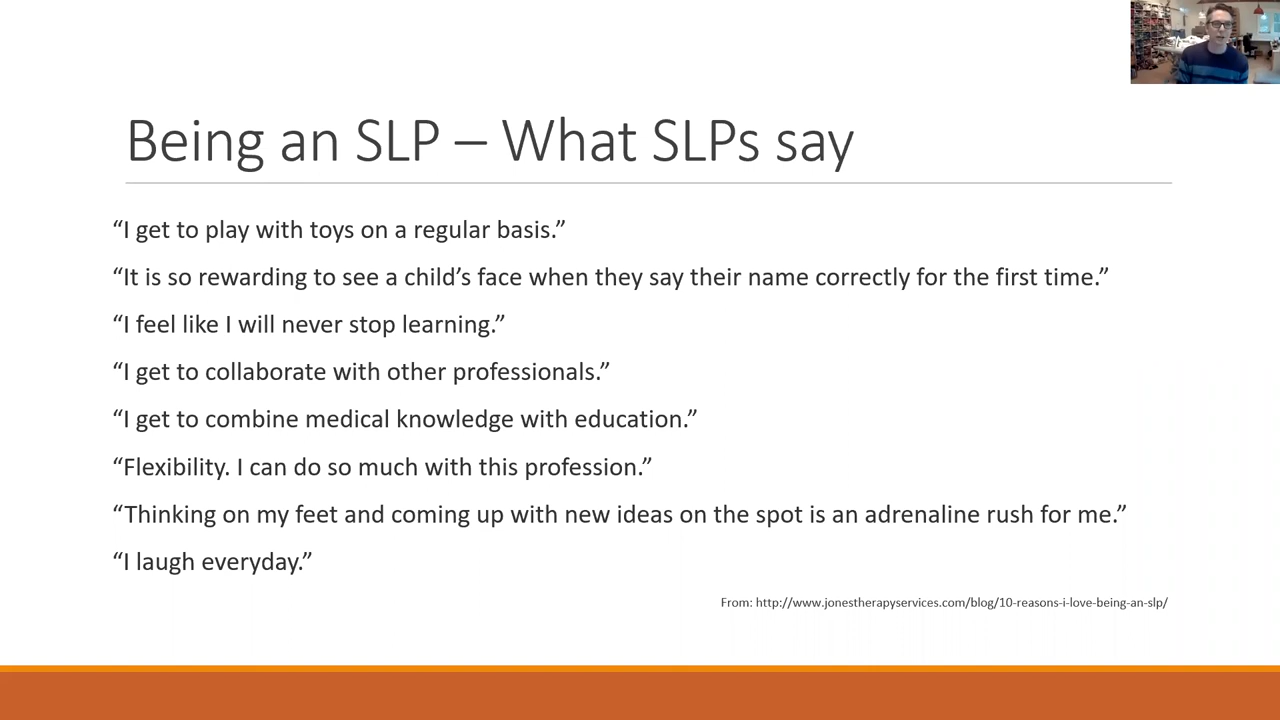 Being an SLP – What SLPs say
“I get to play with toys on a regular basis.”
“It is so rewarding to see a child’s face when they say their name correctly for the first time.”
“I feel like I will never stop learning.”
“I get to collaborate with other professionals.”
“I get to combine medical knowledge with education.”
“Flexibility. I can do so much with this profession.”
“Thinking on my feet and coming up with new ideas on the spot is an adrenaline rush for me.”
“I laugh everyday.”
From: http://www.jonestherapyservices.com/blog/10-reasons-i-love-being-an-slp/